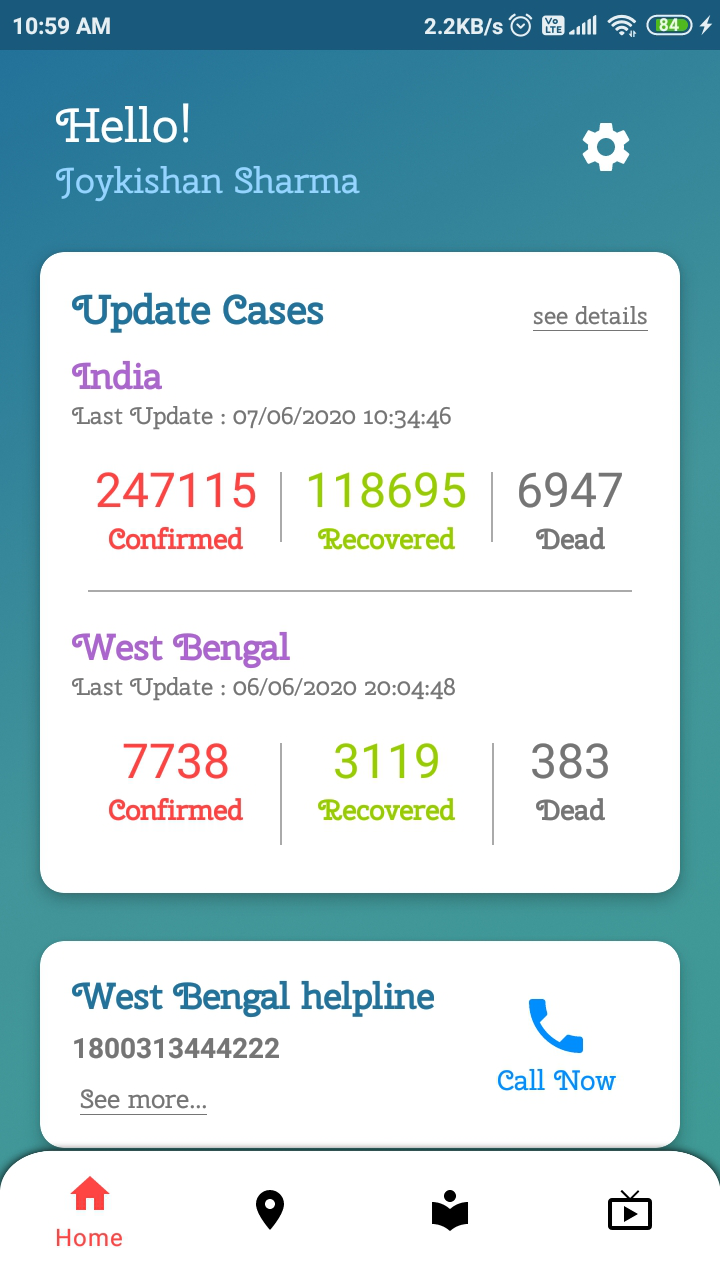 10:59 AM 2.2KB/s Vo LTE 84
Hello!
Joykishan Sharma
Update Cases see details
India
Last Update : 07/06/2020 10:34:46
247115 118695 6947
Confirmed Recovered Dead
West Bengal
Last Update : 06/06/2020 20:04:48
7738 3119 383
Confirmed Recovered Dead
West Bengal helpline
1800313444222
Call Now
See more...
Home